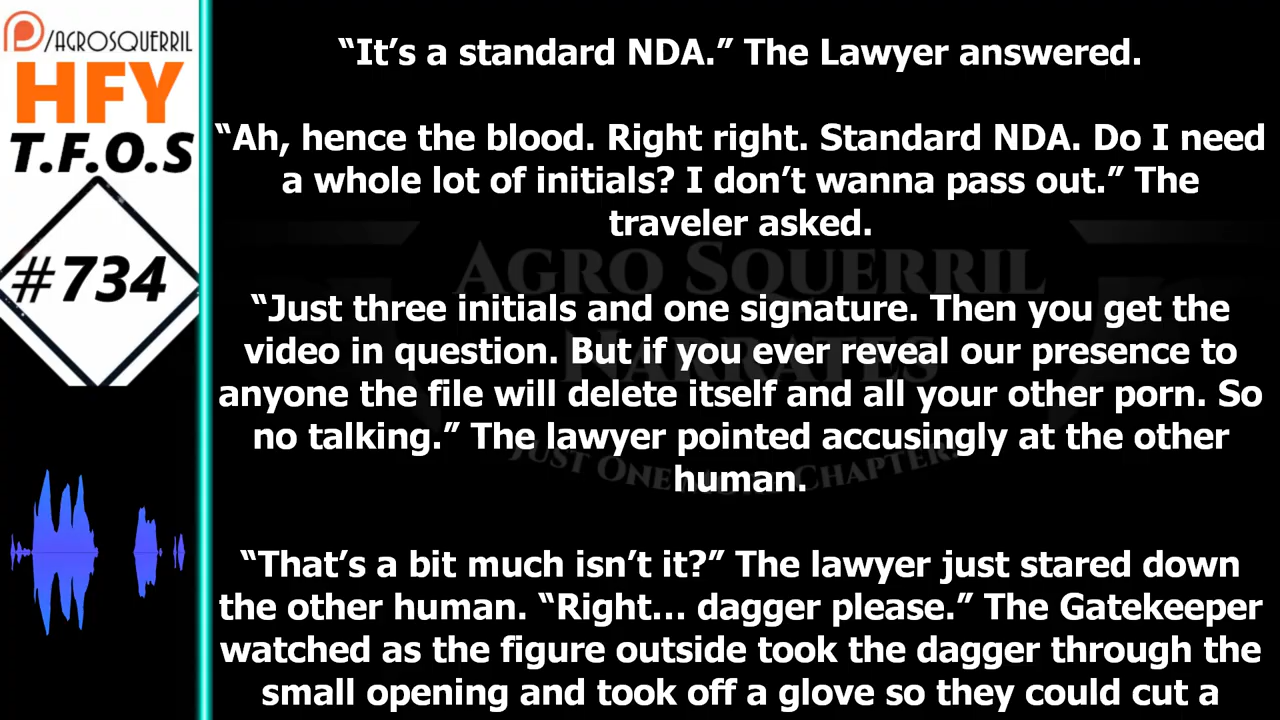 /AGROSQUERRIL
HFY
T.F.O.S
#734
“It’s a standard NDA.” The Lawyer answered.
“Ah, hence the blood. Right right. Standard NDA. Do I need
a whole lot of initials? I don’t wanna pass out.” The
traveler asked.
“Just three initials and one signature. Then you get the
video in question. But if you ever reveal our presence to
anyone the file will delete itself and all your other porn. So
no talking.” The lawyer pointed accusingly at the other
human.
“That’s a bit much isn’t it?” The lawyer just stared down
the other human. “Right... dagger please.” The Gatekeeper
watched as the figure outside took the dagger through the
small opening and took off a glove so they could cut a
AGRO SQUERRIL
NARRATES
JUST ONE MORE CHAPTER